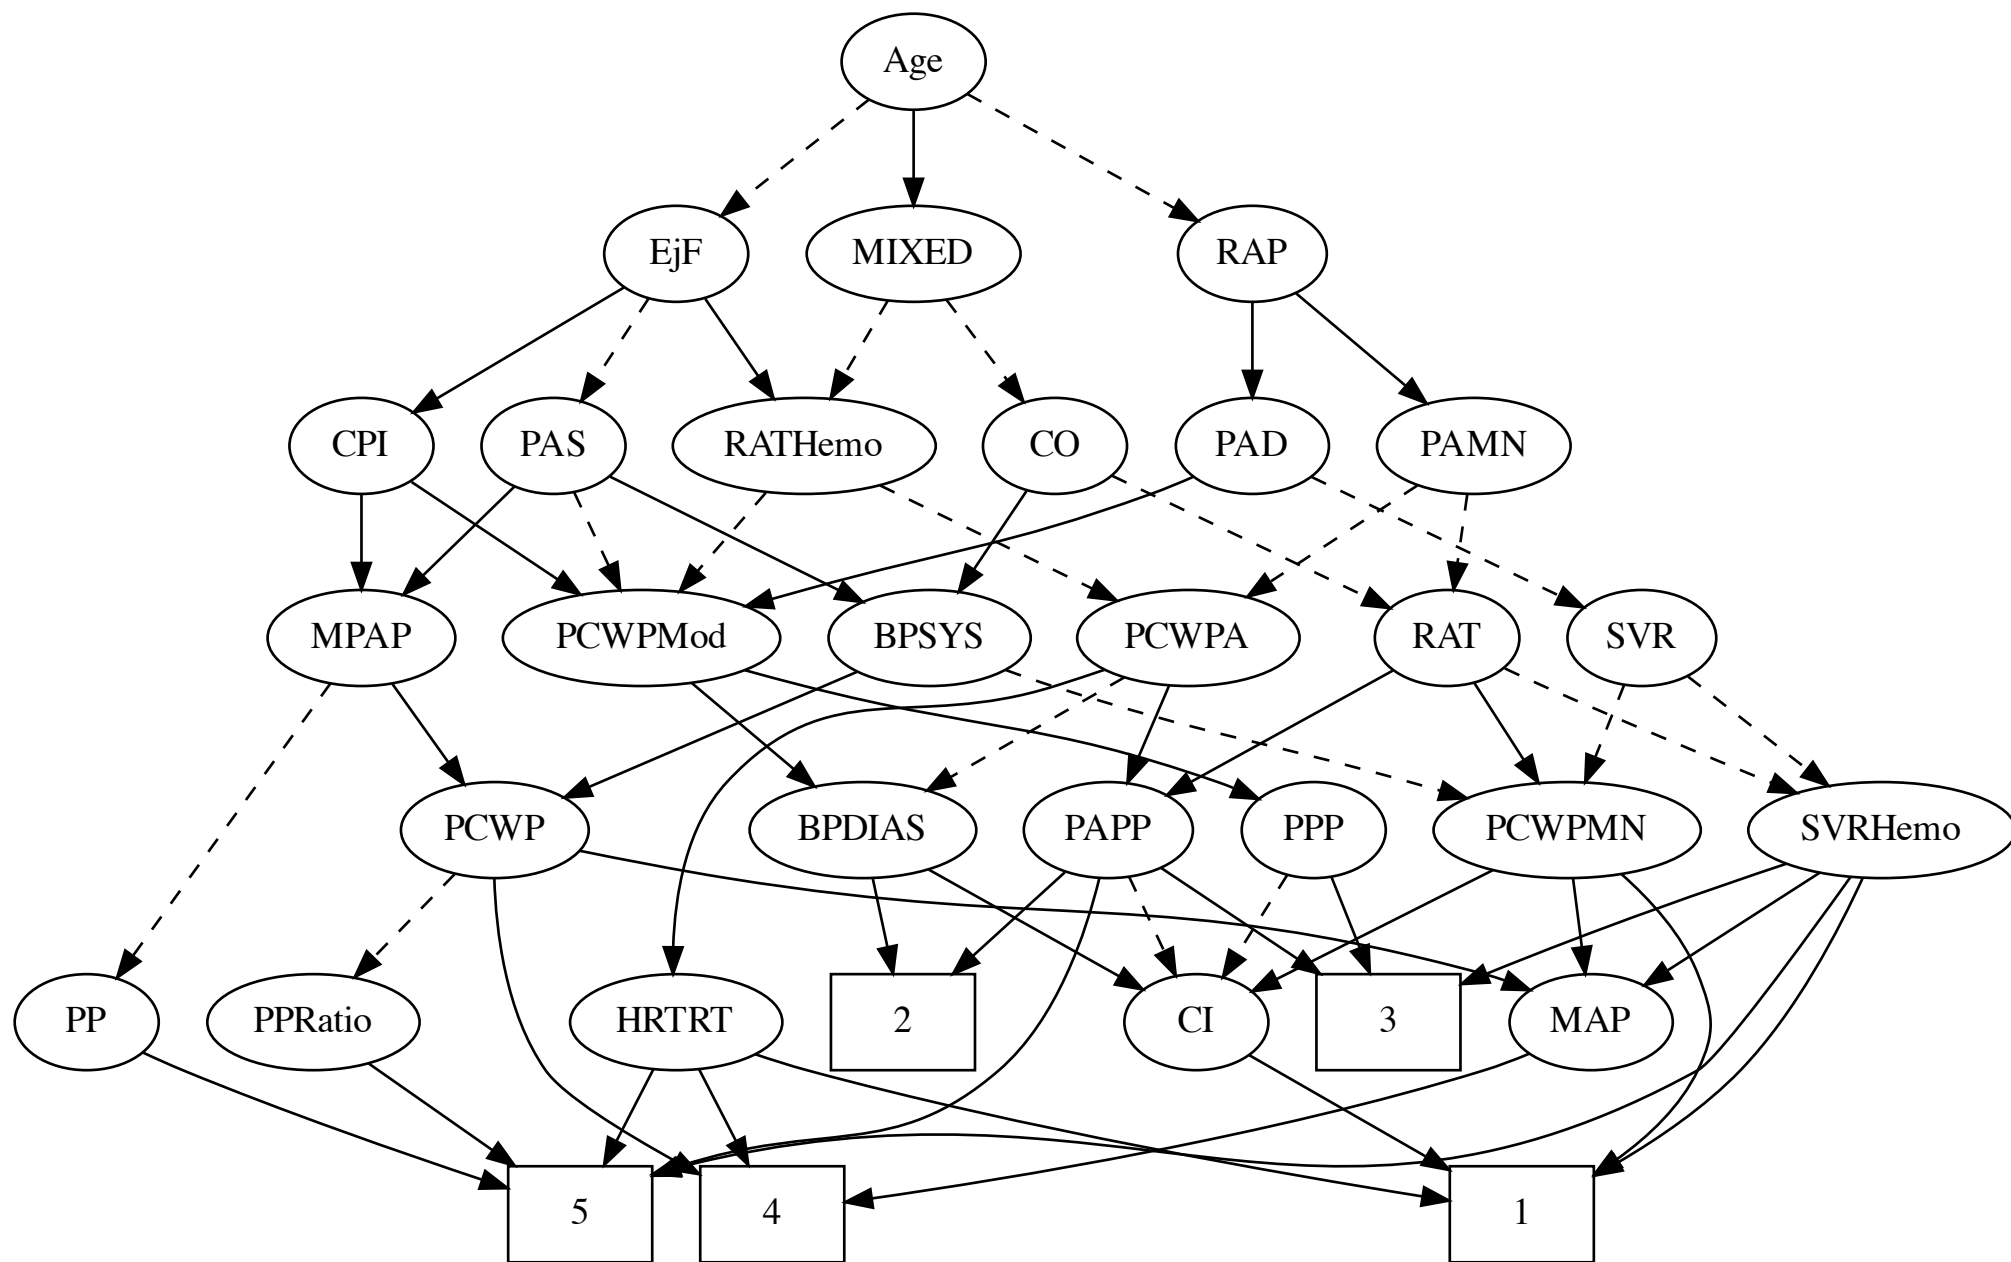 Age
EjF
MIXED
RAP
CPI
PAS
RATHemo
CO
PAD
PAMN
MPAP
PCWPMod
BPSYS
PCWPA
RAT
SVR
PCWP
BPDIAS
PAPP
PPP
PCWPMN
SVRHemo
PP
PPRatio
HRTRT
2
CI
3
MAP
5
4
1